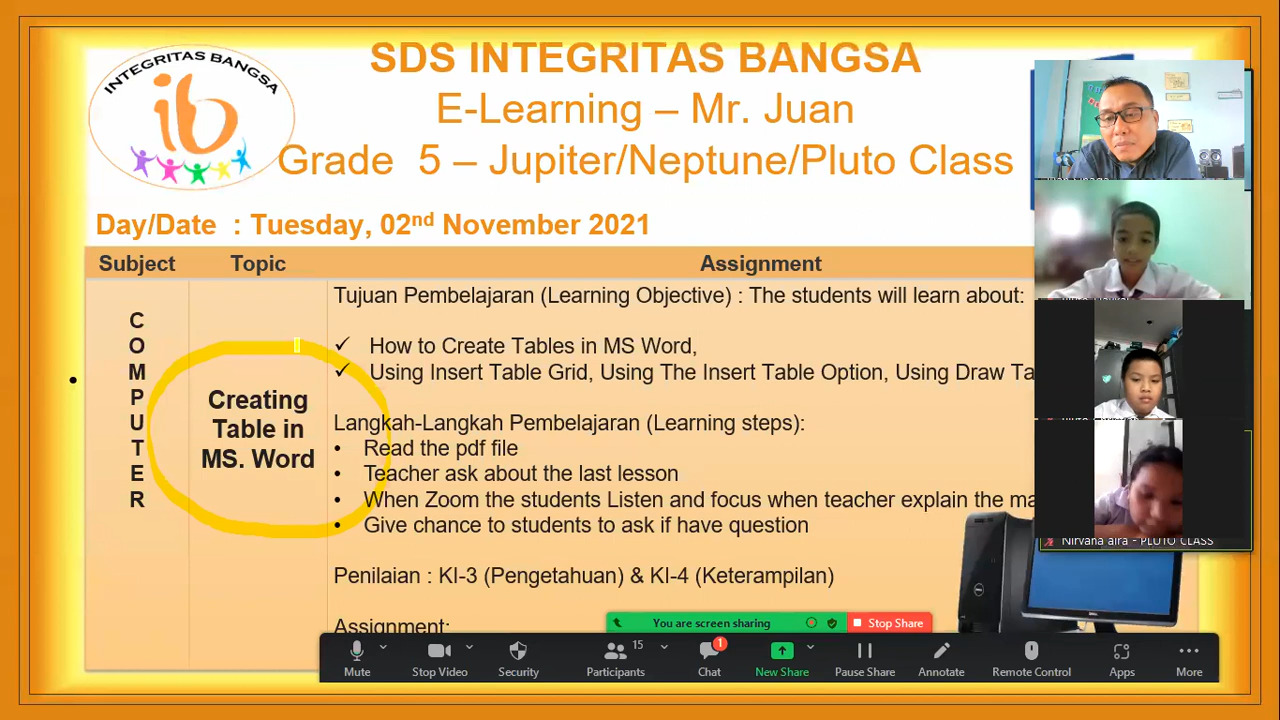 INTEGRITAS BANGSA
ib
SDS INTEGRITAS BANGSA
E-Learning – Mr. Juan
Grade 5 – Jupiter/Neptune/Pluto Class
Day/Date : Tuesday, 02nd November 2021
Subject Topic Assignment
COMPUTER
Creating
Table in
MS. Word
Tujuan Pembelajaran (Learning Objective) : The students will learn about:
✓ How to Create Tables in MS Word,
✓ Using Insert Table Grid, Using The Insert Table Option, Using Draw Ta
Langkah-Langkah Pembelajaran (Learning steps):
• Read the pdf file
• Teacher ask about the last lesson
• When Zoom the students Listen and focus when teacher explain the ma
• Give chance to students to ask if have question
Penilaian : KI-3 (Pengetahuan) & KI-4 (Keterampilan)
Assignment:
Nirvana aira - PLUTO CLASS
You are screen sharing Stop Share
15 1
Mute Stop Video Security Participants Chat New Share Pause Share Annotate Remote Control Apps More